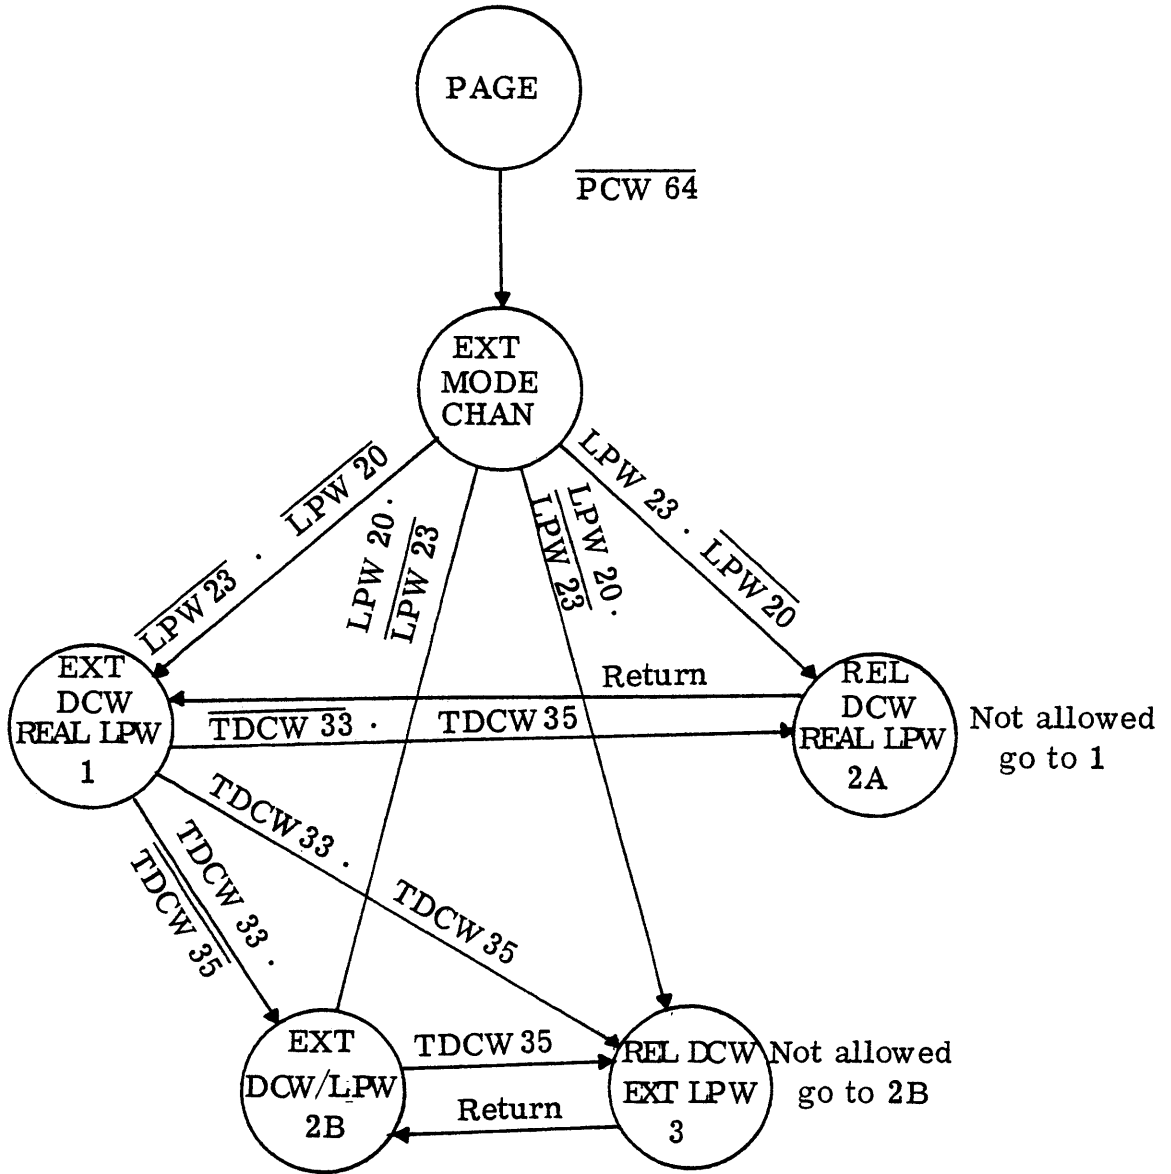 PAGE
PCW 64
EXT
MODE
CHAN
LPW 23 . LPW 20
LPW 20 .
LPW 23
LPW 20 .
LPW 23
LPW 23 . LPW 20
EXT
DCW
REAL LPW
1
Return
TDCW 33 . TDCW 35
REL
DCW
REAL LPW
2A
Not allowed
go to 1
TDCW 33 .
TDCW 35
TDCW 33 . TDCW 35
EXT
DCW/LPW
2B
TDCW 35
Return
REL DCW
EXT LPW
3
Not allowed
go to 2B